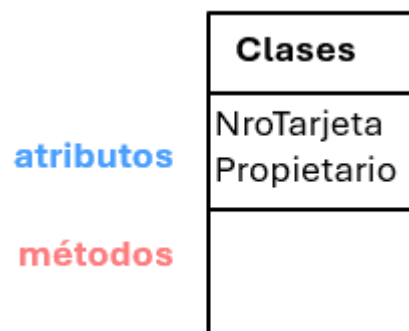 Clases
atributos
NroTarjeta
Propietario
métodos